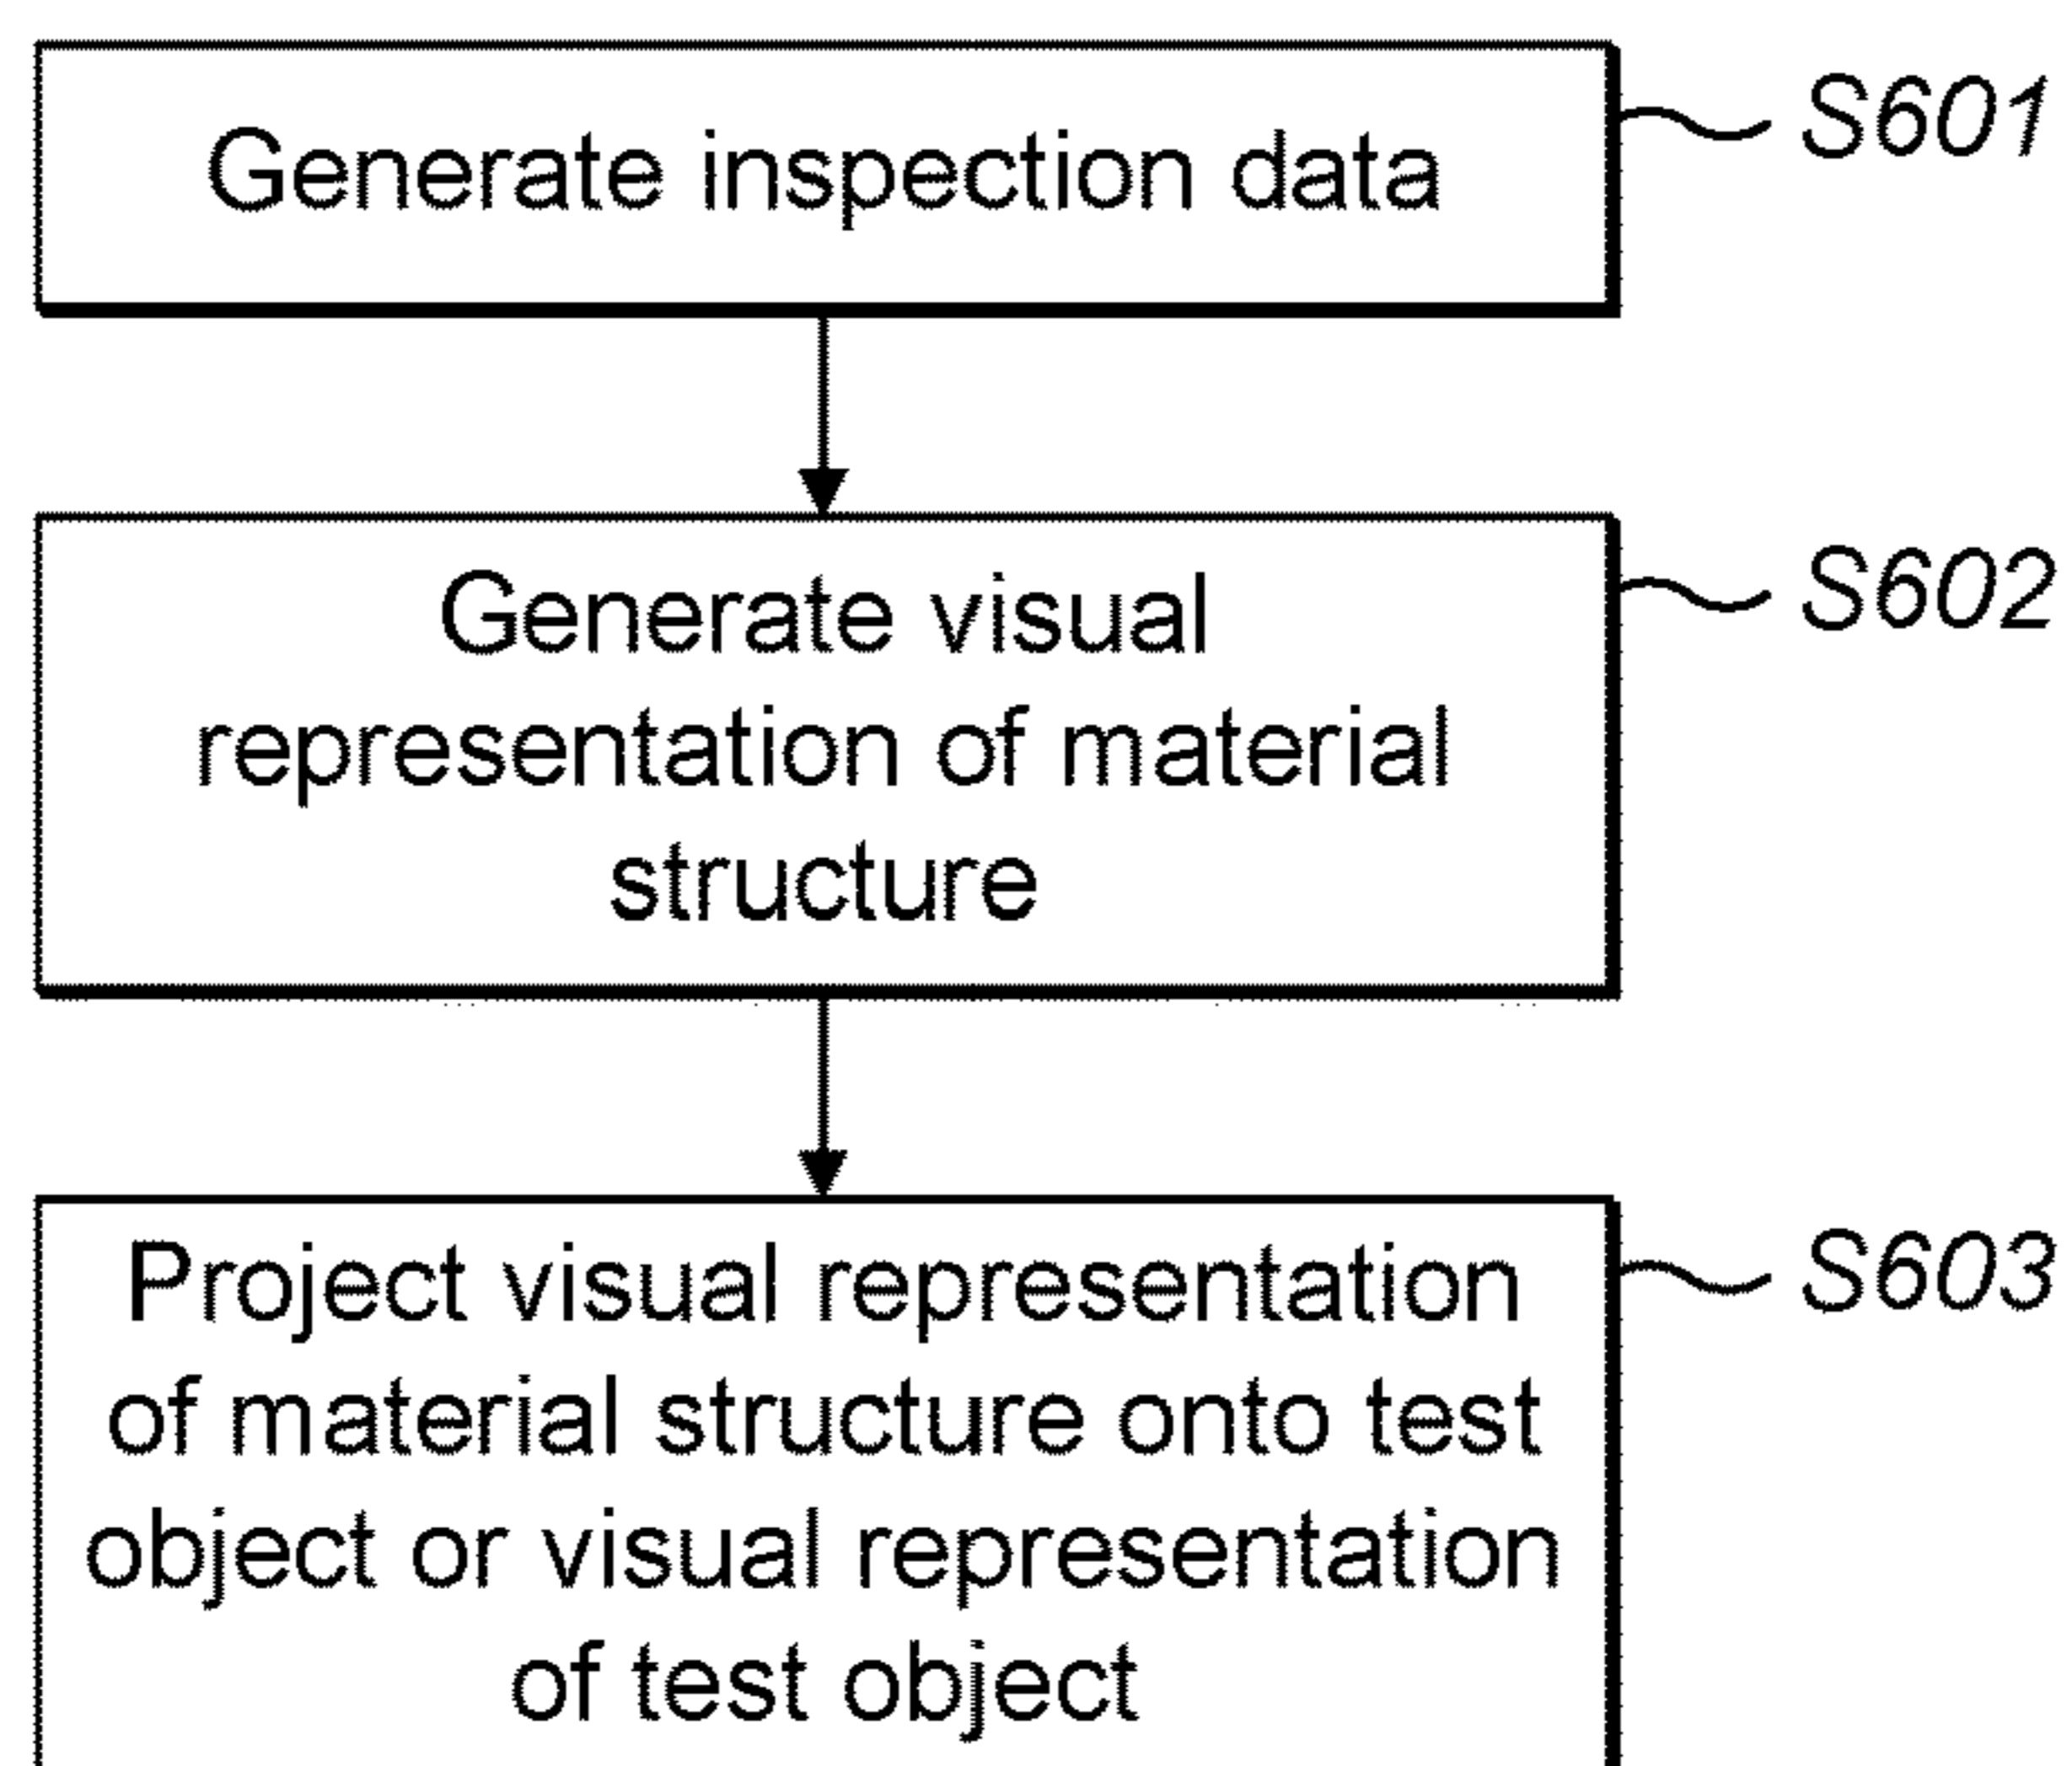 Generate inspection data
S601
Generate visual
representation of material
structure
S602
Project visual representation
of material structure onto test
object or visual representation
of test object
S603